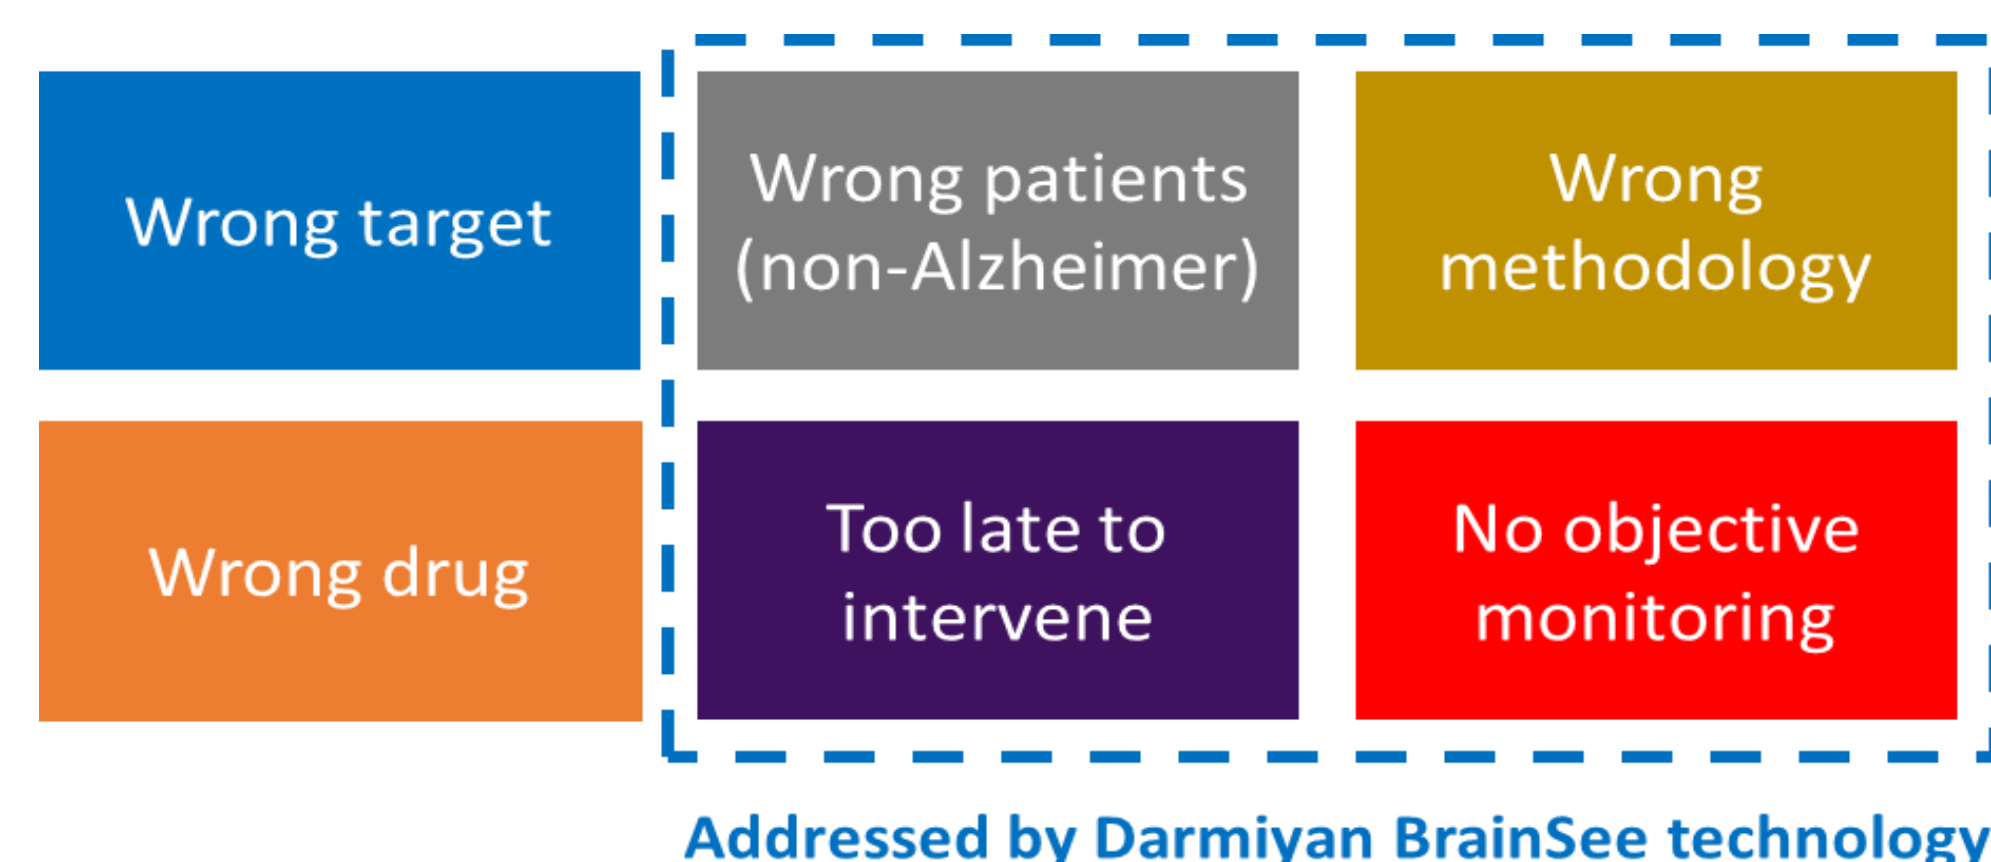 Wrong target
Wrong patients
(non-Alzheimer)
Wrong
methodology
Wrong drug
Too late to
intervene
No objective
monitoring
Addressed by Darmiyan BrainSee technology